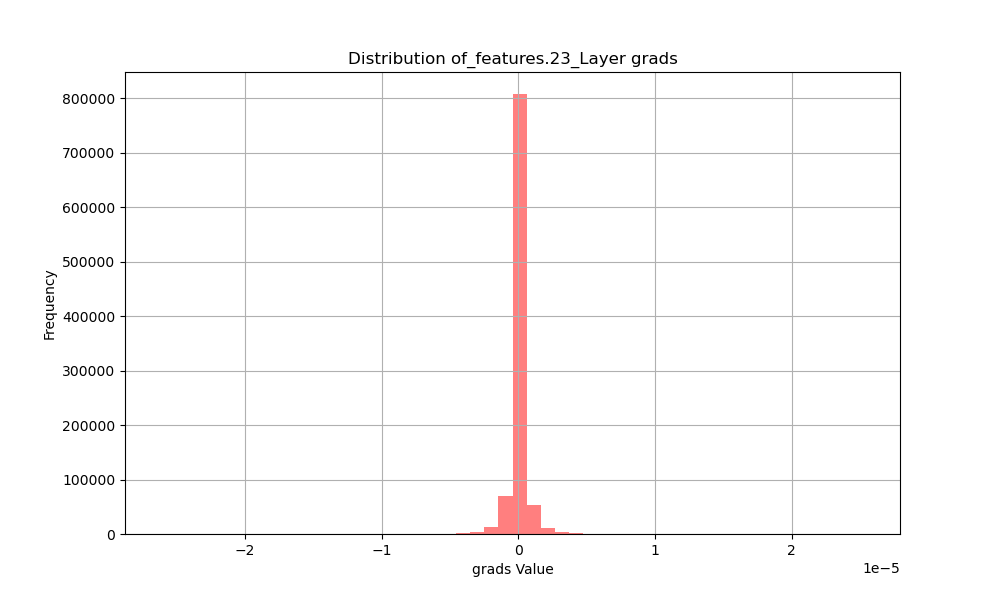 Distribution of_features.23_Layer grads
800000
700000
600000
500000
400000
300000
200000
100000
0
Frequency
−2 −1 0 1 2
1e−5
grads Value